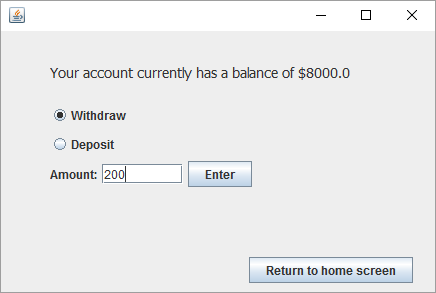 Your account currently has a balance of $8000.0
Withdraw
Deposit
Amount: 200 Enter
Return to home screen